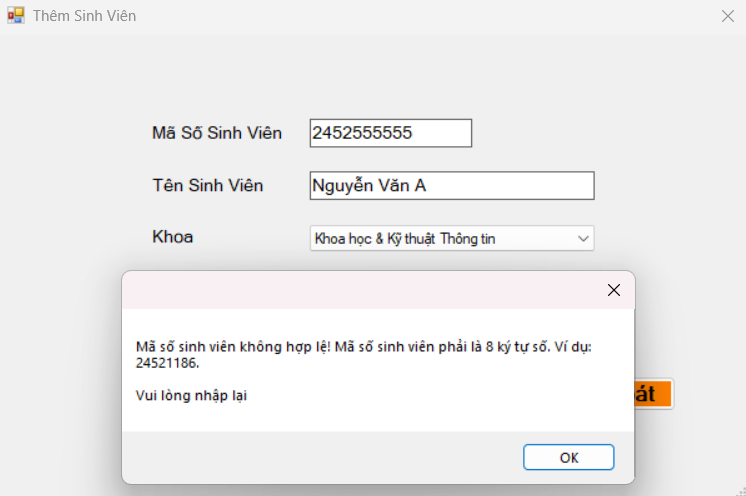 Thêm Sinh Viên
Mã Số Sinh Viên 2452555555
Tên Sinh Viên Nguyễn Văn A
Khoa Khoa học & Kỹ thuật Thông tin
Mã số sinh viên không hợp lệ! Mã số sinh viên phải là 8 ký tự số. Ví dụ:
24521186.
Vui lòng nhập lại
át
OK